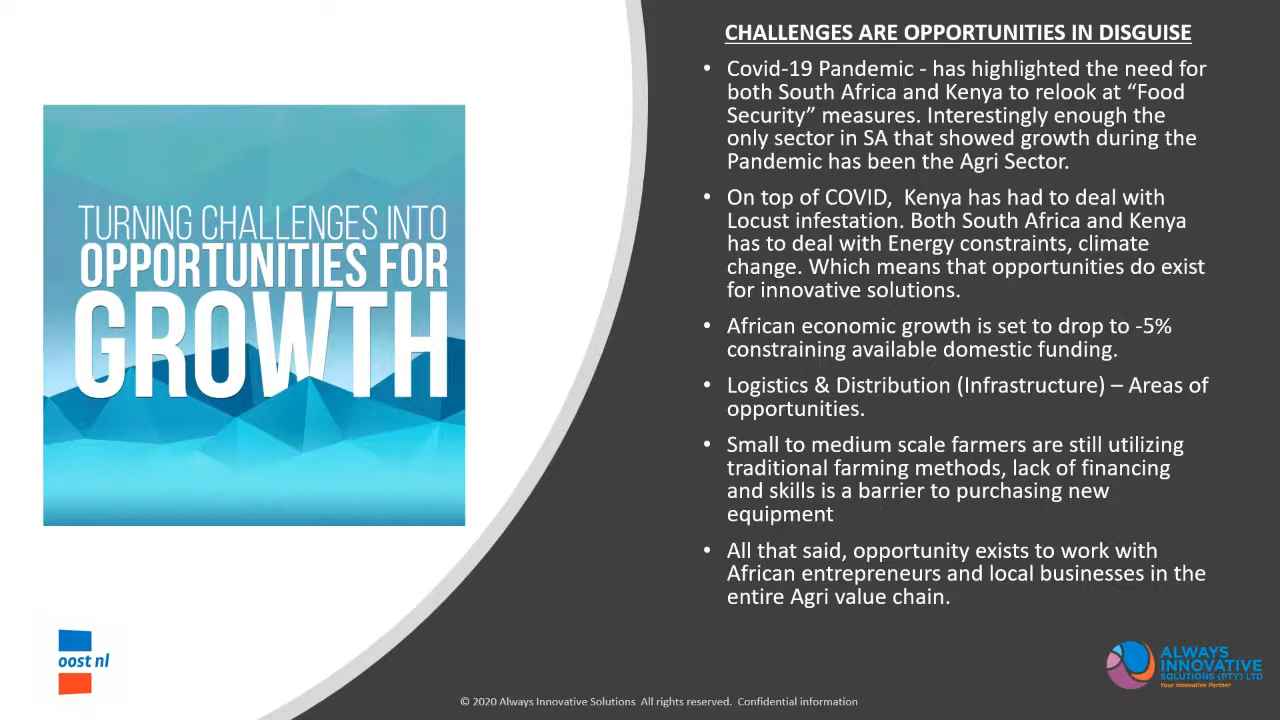 TURNING CHALLENGES INTO
OPPORTUNITIES FOR
GROWTH
oost nl
CHALLENGES ARE OPPORTUNITIES IN DISGUISE
• Covid-19 Pandemic - has highlighted the need for
both South Africa and Kenya to relook at “Food
Security” measures. Interestingly enough the
only sector in SA that showed growth during the
Pandemic has been the Agri Sector.
• On top of COVID,  Kenya has had to deal with
Locust infestation. Both South Africa and Kenya
has to deal with Energy constraints, climate
change. Which means that opportunities do exist
for innovative solutions.
• African economic growth is set to drop to -5%
constraining available domestic funding.
• Logistics & Distribution (Infrastructure) – Areas of
opportunities.
• Small to medium scale farmers are still utilizing
traditional farming methods, lack of financing
and skills is a barrier to purchasing new
equipment
• All that said, opportunity exists to work with
African entrepreneurs and local businesses in the
entire Agri value chain.
ALWAYS
INNOVATIVE
SOLUTIONS (PTY) LTD
Your Innovative Partner
© 2020 Always Innovative Solutions  All rights reserved.  Confidential information